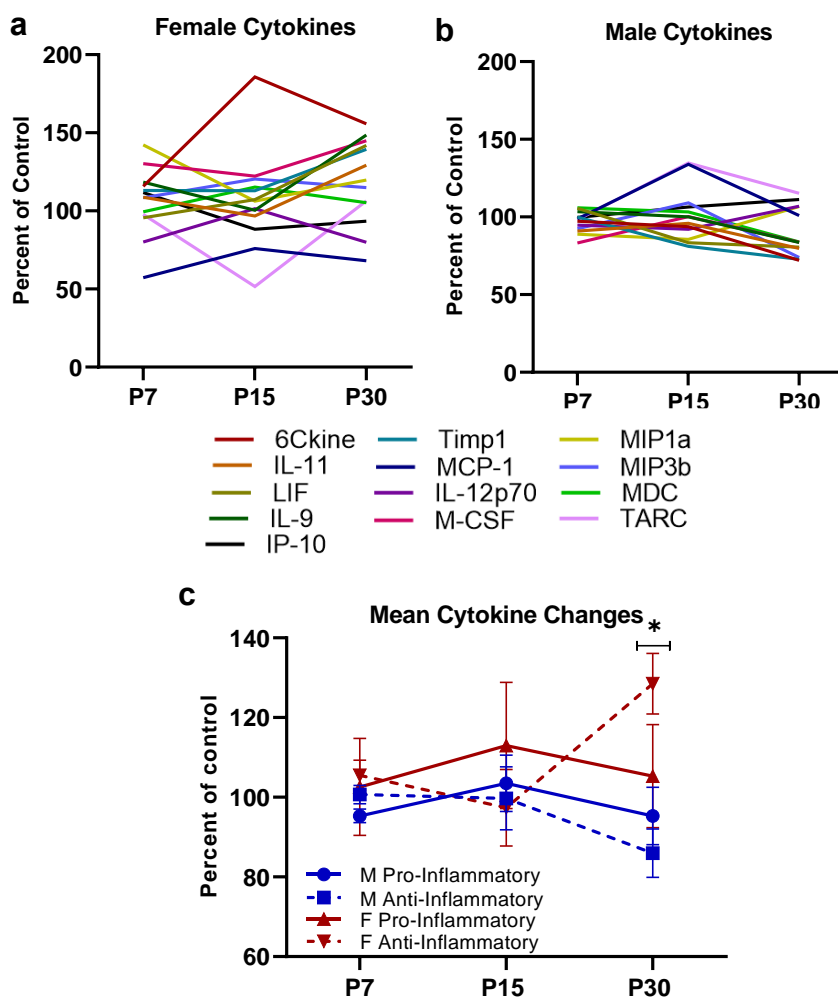 a
Female Cytokines
200
150
100
50
0
Percent of Control
P7 P15 P30
b
Male Cytokines
200
150
100
50
0
Percent of Control
P7 P15 P30
6Ckine Timp1 MIP1a
IL-11 MCP-1 MIP3b
LIF IL-12p70 MDC
IL-9 M-CSF TARC
IP-10
c
Mean Cytokine Changes
*
140
120
100
80
60
Percent of control
M Pro-Inflammatory
M Anti-Inflammatory
F Pro-Inflammatory
F Anti-Inflammatory
P7 P15 P30